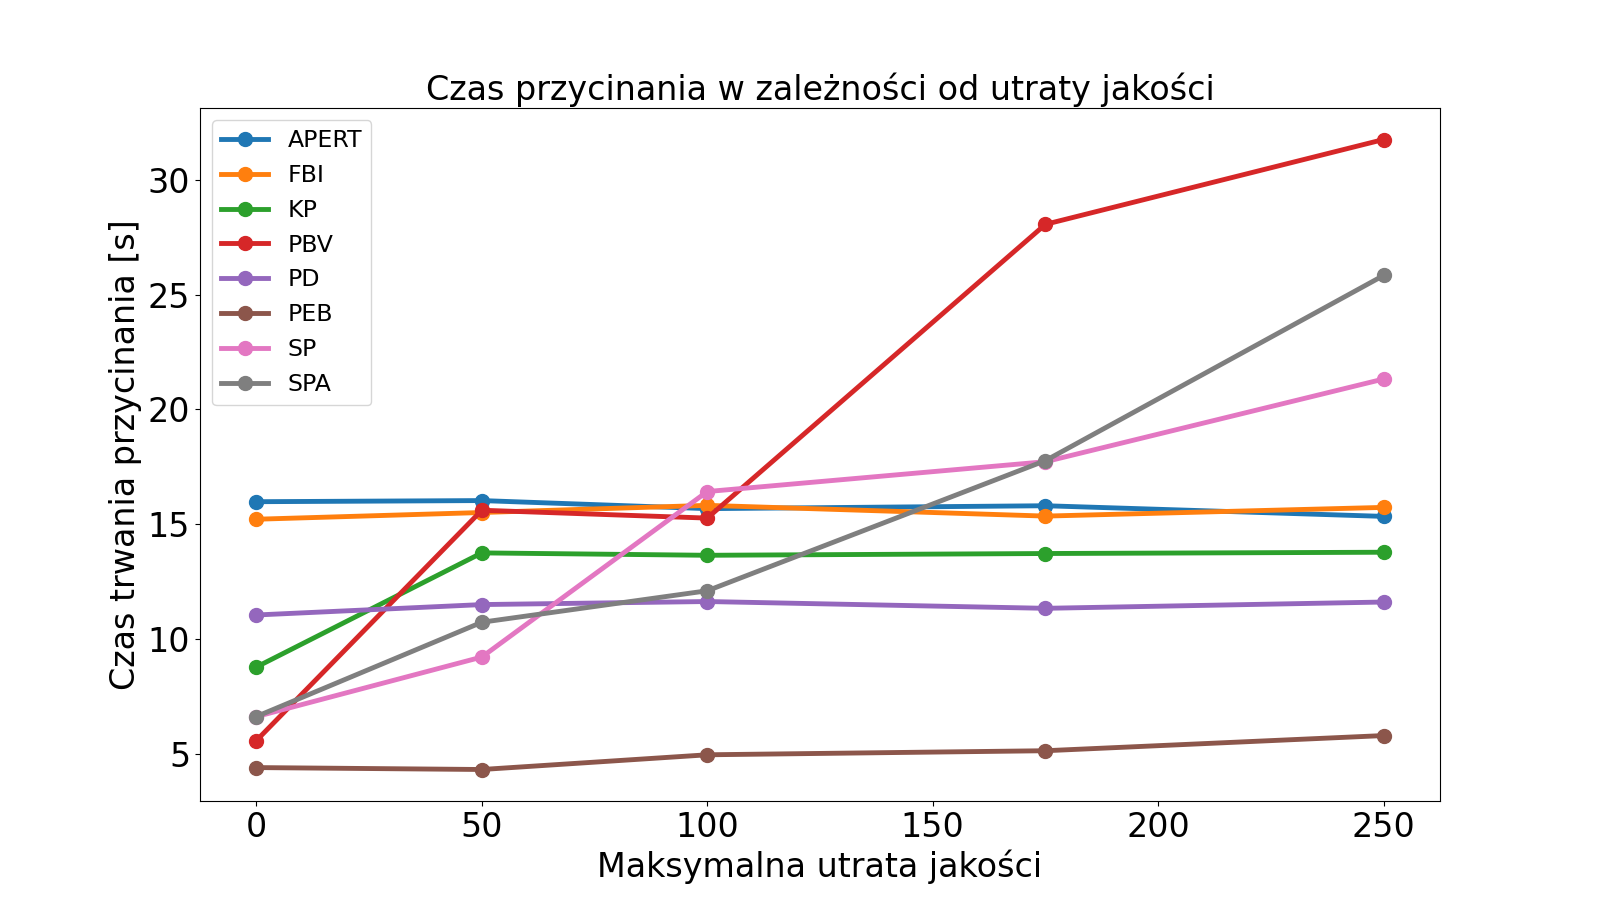 Czas przycinania w zależności od utraty jakości
APERT
FBI
KP
PBV
PD
PEB
SP
SPA
Czas trwania przycinania [s]
30
25
20
15
10
5
0 50 100 150 200 250
Maksymalna utrata jakości